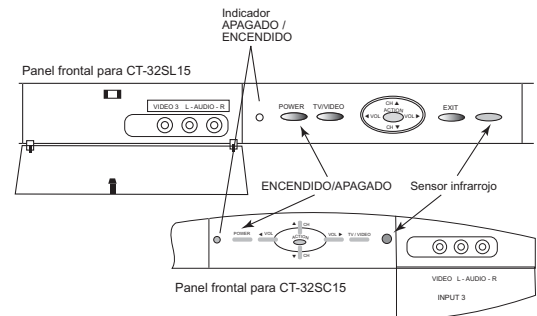 Indicador
APAGADO /
ENCENDIDO
Panel frontal para CT-32SL15
VIDEO 3 L - AUDIO - R
POWER TV/VIDEO
CH ▲
ACTION
◀ VOL VOL ▶
CH ▼
EXIT
ENCENDIDO/APAGADO
Sensor infrarrojo
POWER ◀ VOL ▲ CH ACTION ▼ CH VOL ▶ TV / VIDEO
VIDEO L - AUDIO - R
INPUT 3
Panel frontal para CT-32SC15